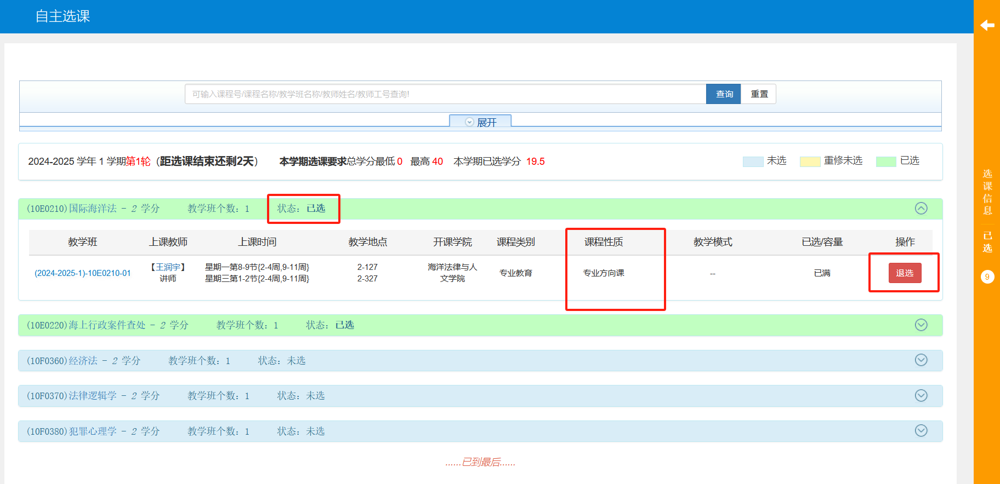 自主选课
可输入课程号/课程名称/教学班名称/教师姓名/教师工号查询! 查询 重置
展开
2024-2025 学年 1 学期第1轮（距选课结束还剩2天） 本学期选课要求总学分最低 0 最高 40 本学期已选学分 19.5 未选 重修未选 已选
(10E0210)国际海洋法 - 2 学分 教学班个数：1 状态：已选
教学班 上课教师 上课时间 教学地点 开课学院 课程类别 课程性质 教学模式 已选/容量 操作
(2024-2025-1)-10E0210-01 【王润宇】 讲师 星期一第8-9节{2-4周,9-11周} 星期三第1-2节{2-4周,9-11周} 2-127 2-327 海洋法律与人文学院 专业教育 专业方向课 -- 已满 退选
(10E0220)海上行政案件查处 - 2 学分 教学班个数：1 状态：已选
(10F0360)经济法 - 2 学分 教学班个数：1 状态：未选
(10F0370)法律逻辑学 - 2 学分 教学班个数：1 状态：未选
(10F0380)犯罪心理学 - 2 学分 教学班个数：1 状态：未选
......已到最后......
选课信息
已选
9